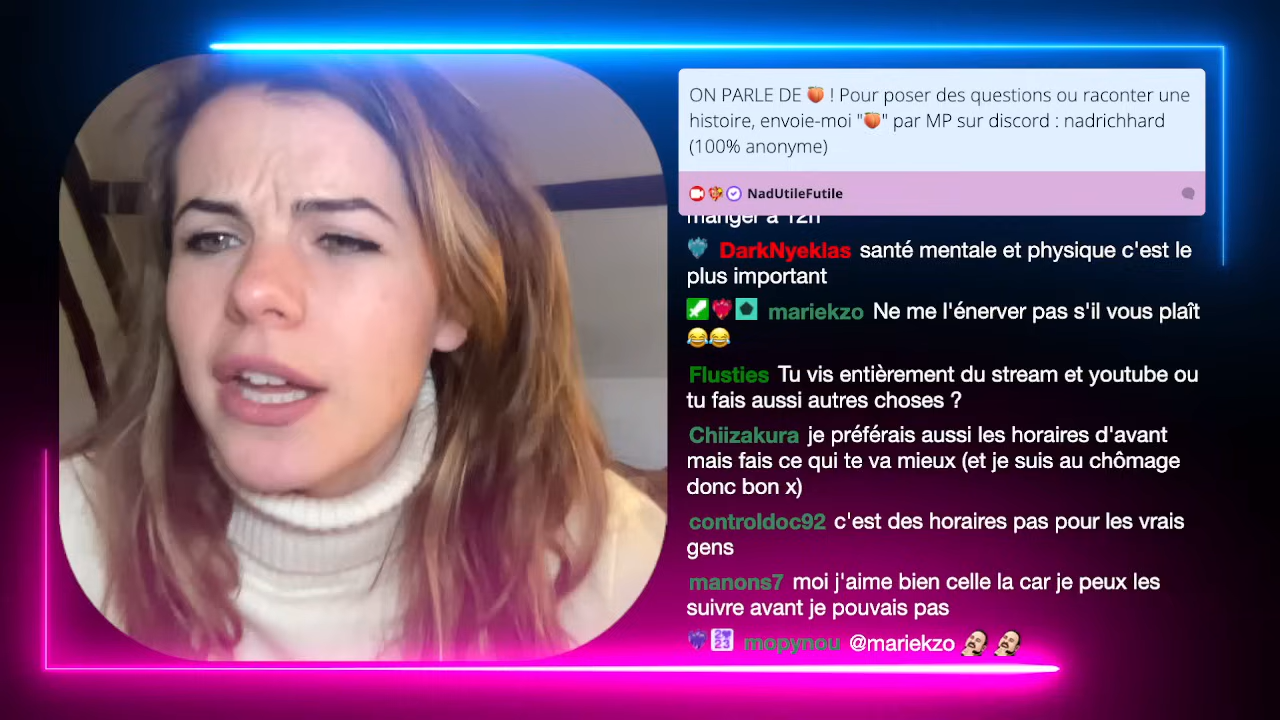 ON PARLE DE 🍑 ! Pour poser des questions ou raconter une
histoire, envoie-moi "🍑" par MP sur discord : nadrichhard
(100% anonyme)
NadUtileFutile
manger à 12h
DarkNyeklas santé mentale et physique c'est le
plus important
mariekzo Ne me l'énerver pas s'il vous plaît
😂😂
Flusties Tu vis entièrement du stream et youtube ou
tu fais aussi autres choses ?
Chiizakura je préférais aussi les horaires d'avant
mais fais ce qui te va mieux (et je suis au chômage
donc bon x)
controldoc92 c'est des horaires pas pour les vrais
gens
manons7 moi j'aime bien celle la car je peux les
suivre avant je pouvais pas
2 23 mopynou @mariekzo